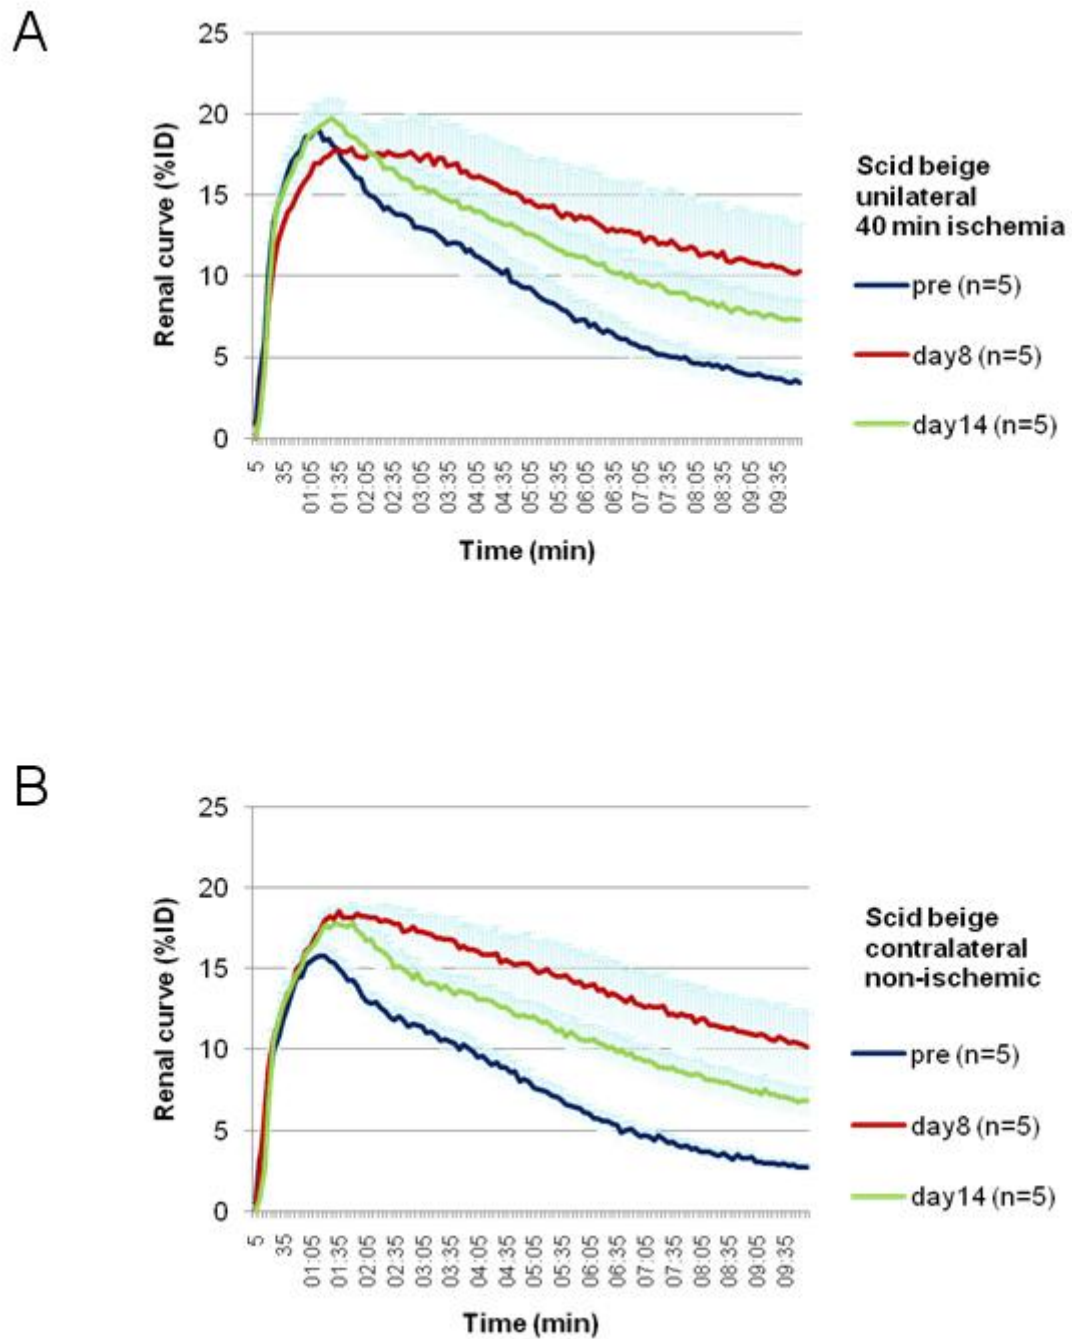 A
25
20
15
10
5
0
Renal curve (%ID)
5 35 01:05 01:35 02:05 02:35 03:05 03:35 04:05 04:35 05:05 05:35 06:05 06:35 07:05 07:35 08:05 08:35 09:05 09:35
Time (min)
Scid beige
unilateral
40 min ischemia
pre (n=5)
day8 (n=5)
day14 (n=5)
B
25
20
15
10
5
0
Renal curve (%ID)
5 35 01:05 01:35 02:05 02:35 03:05 03:35 04:05 04:35 05:05 05:35 06:05 06:35 07:05 07:35 08:05 08:35 09:05 09:35
Time (min)
Scid beige
contralateral
non-ischemic
pre (n=5)
day8 (n=5)
day14 (n=5)